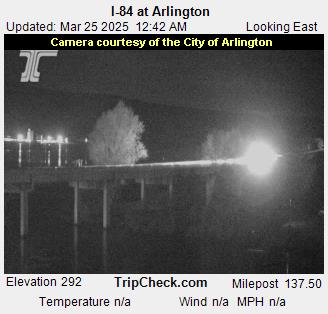 I-84 at Arlington
Updated: Mar 25 2025 12:42 AM Looking East
Camera courtesy of the City of Arlington
Elevation 292 TripCheck.com Milepost 137.50
Temperature n/a Wind n/a MPH n/a